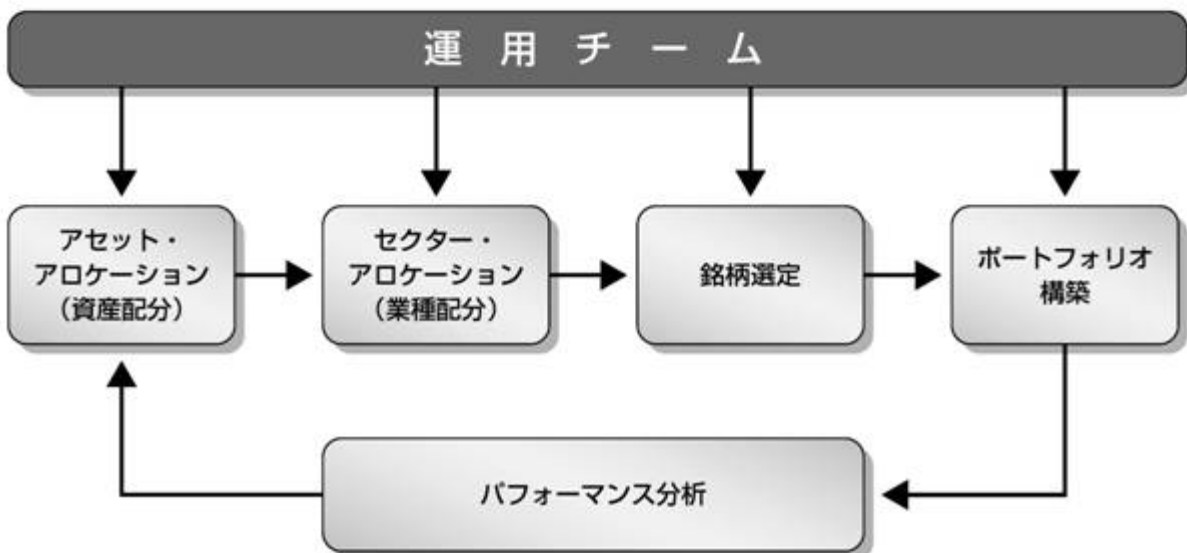 運用チーム
アセット・
アロケーション
（資産配分）
セクター・
アロケーション
（業種配分）
銘柄選定
ポートフォリオ
構築
パフォーマンス分析